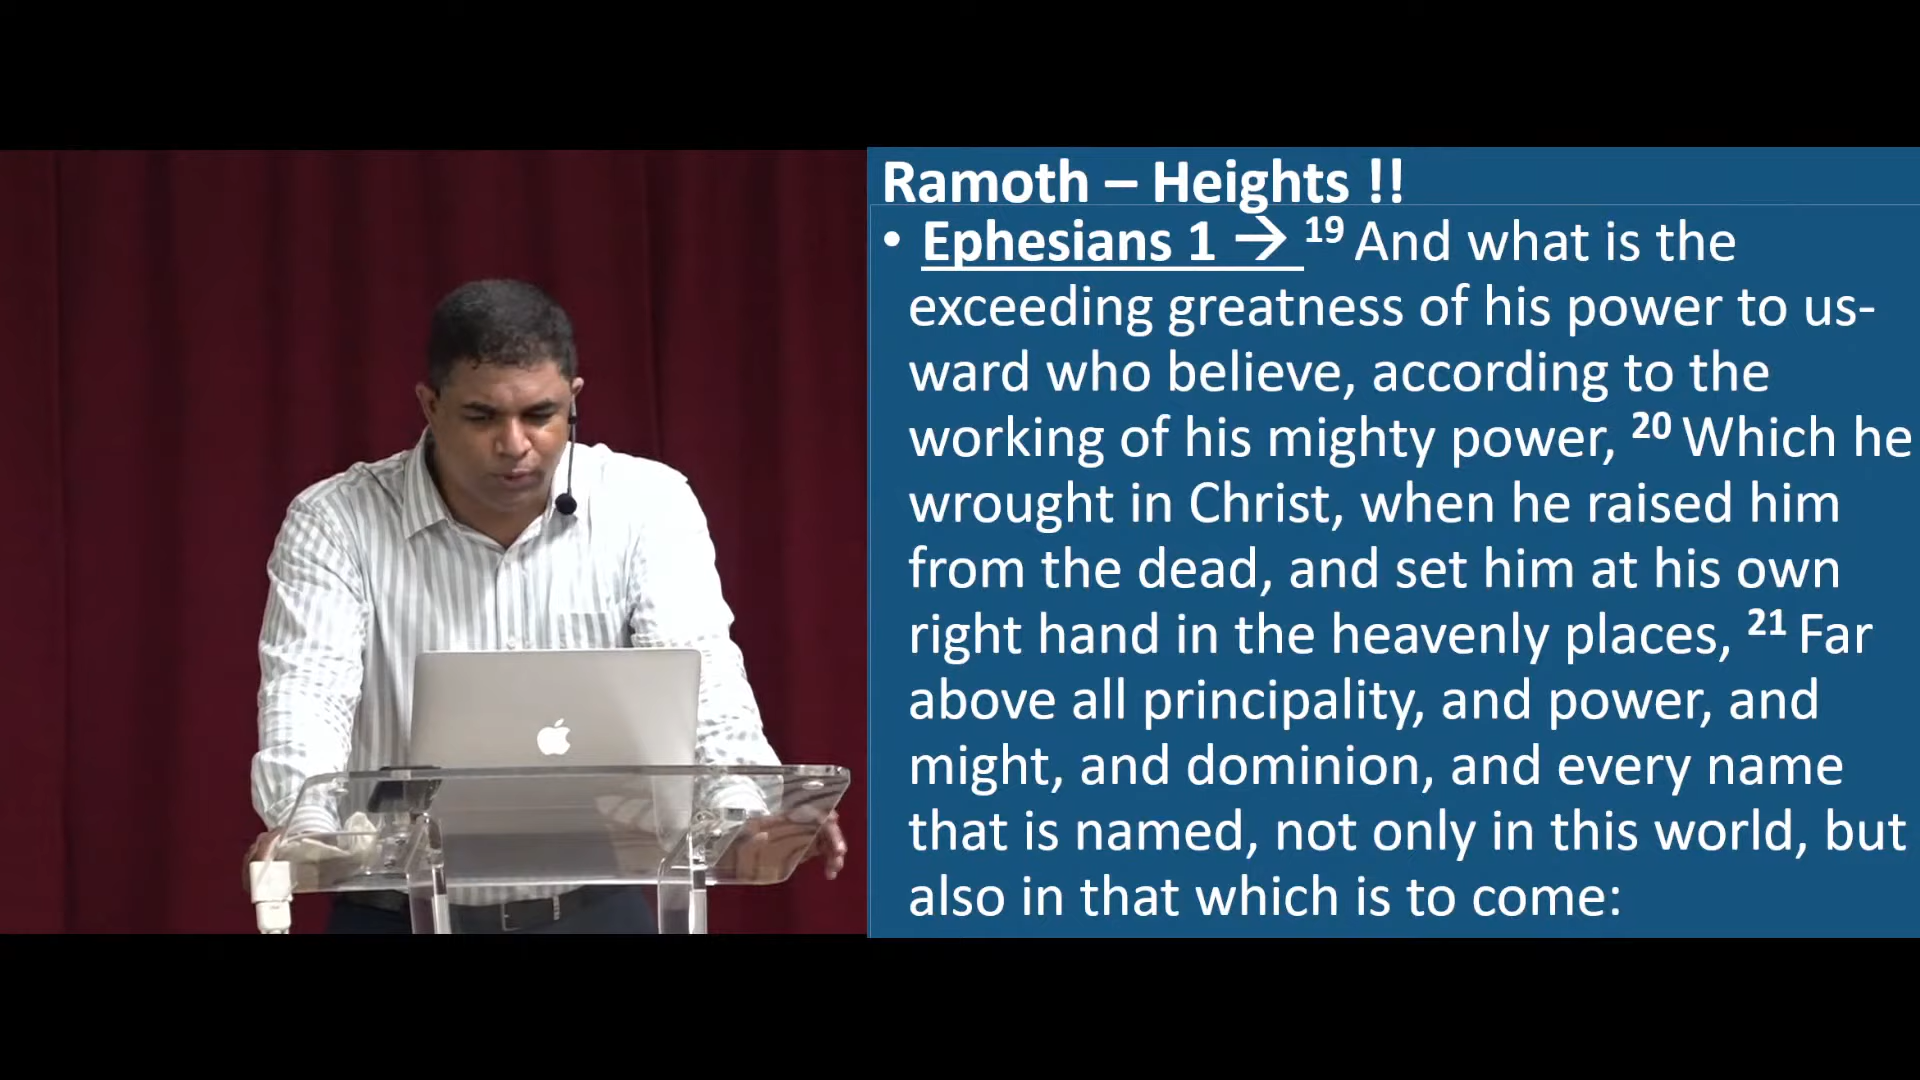 Ramoth – Heights !!
• Ephesians 1 → 19 And what is the
exceeding greatness of his power to us-
ward who believe, according to the
working of his mighty power, 20 Which he
wrought in Christ, when he raised him
from the dead, and set him at his own
right hand in the heavenly places, 21 Far
above all principality, and power, and
might, and dominion, and every name
that is named, not only in this world, but
also in that which is to come: